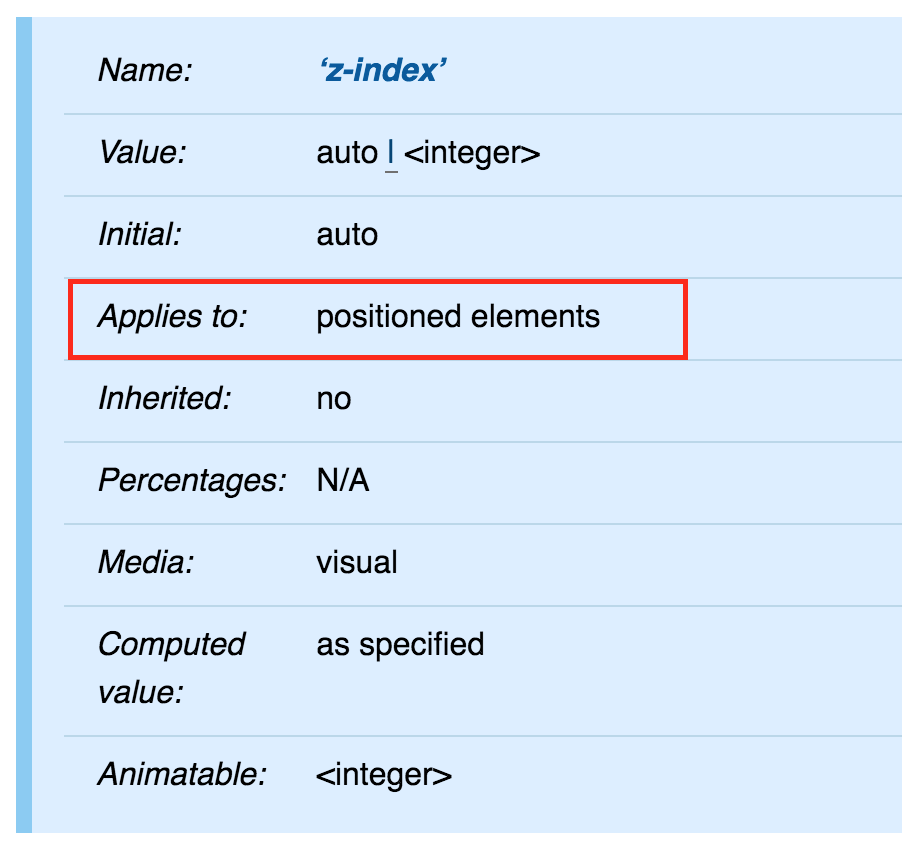 Name: ‘z-index’
Value: auto | <integer>
Initial: auto
Applies to: positioned elements
Inherited: no
Percentages: N/A
Media: visual
Computed value: as specified
Animatable: <integer>